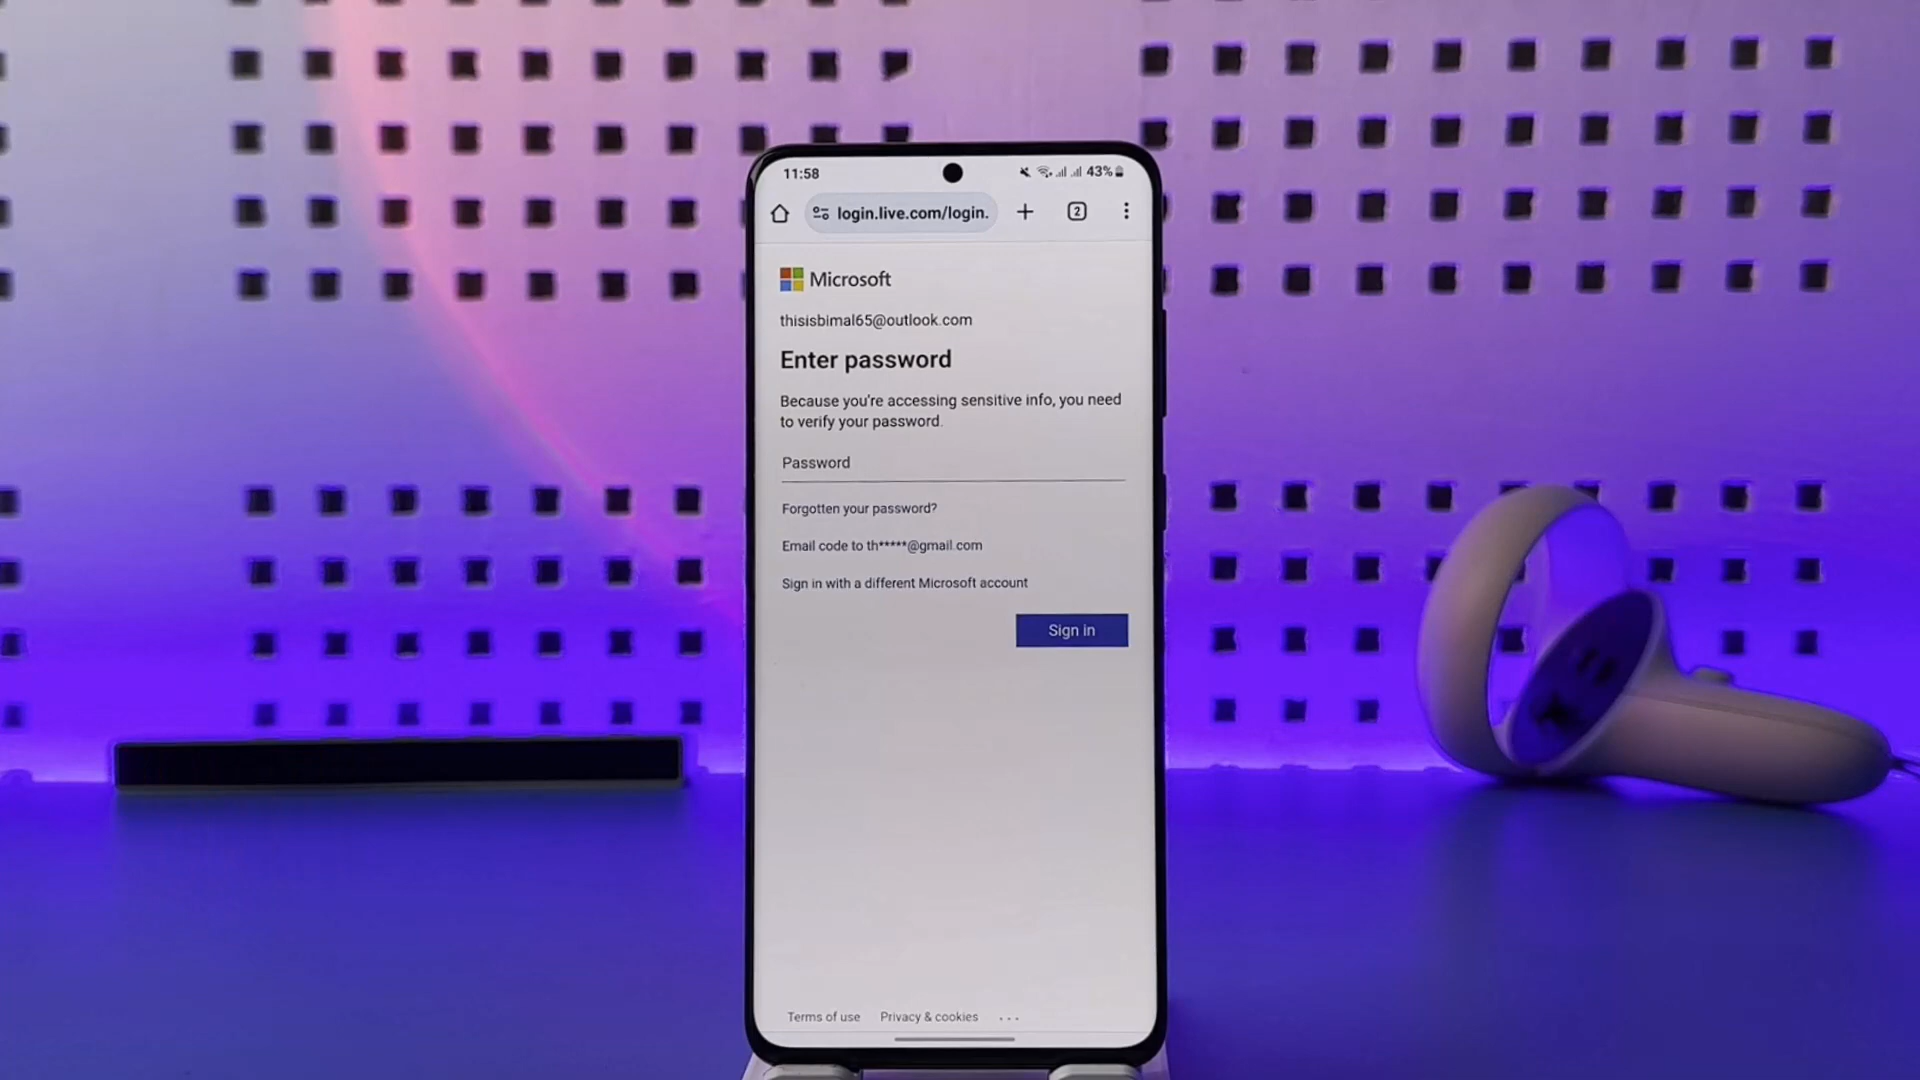 11:58
43%
login.live.com/login.
2
Microsoft
thisisbimal65@outlook.com
Enter password
Because you're accessing sensitive info, you need
to verify your password.
Password
Forgotten your password?
Email code to th*****@gmail.com
Sign in with a different Microsoft account
Sign in
Terms of use Privacy & cookies ...